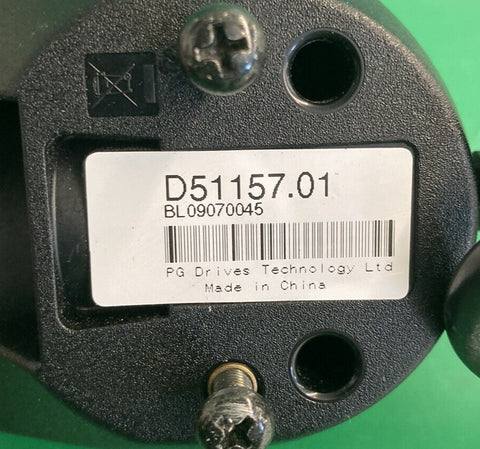 D51157.01
BL09070045
PG Drives Technology Ltd
Made in China